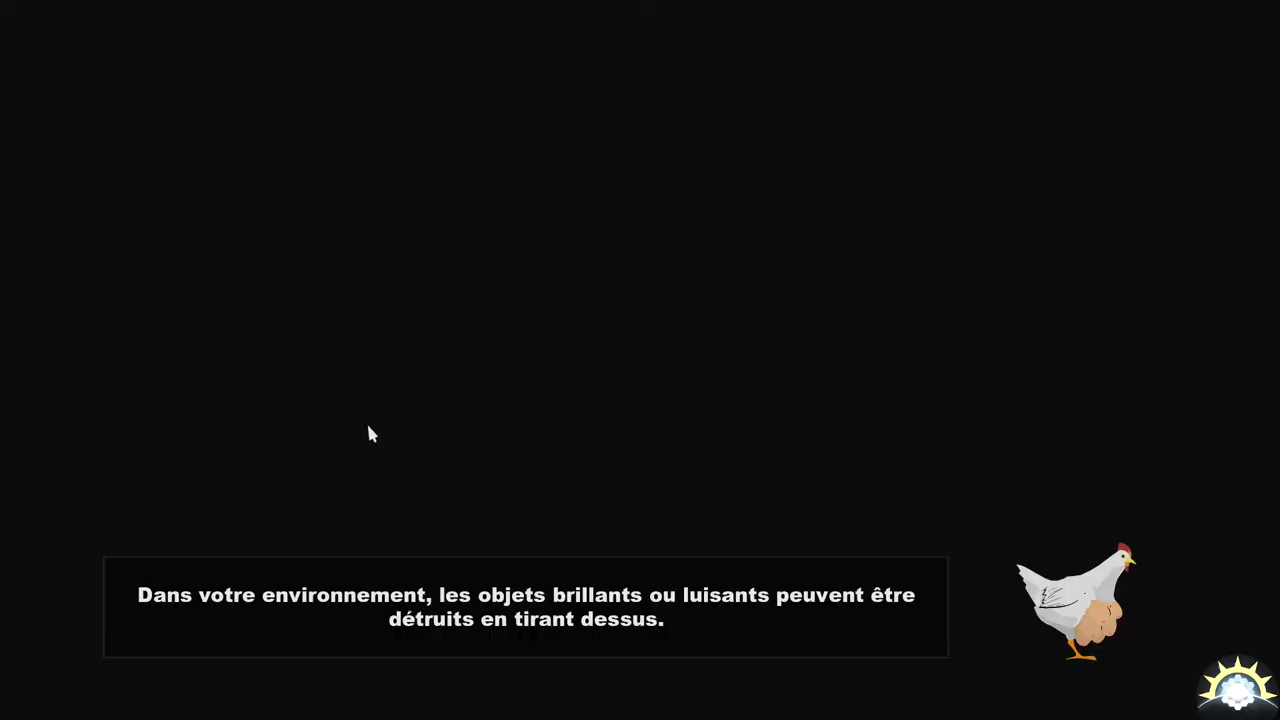 Dans votre environnement, les objets brillants ou luisants peuvent être
détruits en tirant dessus.